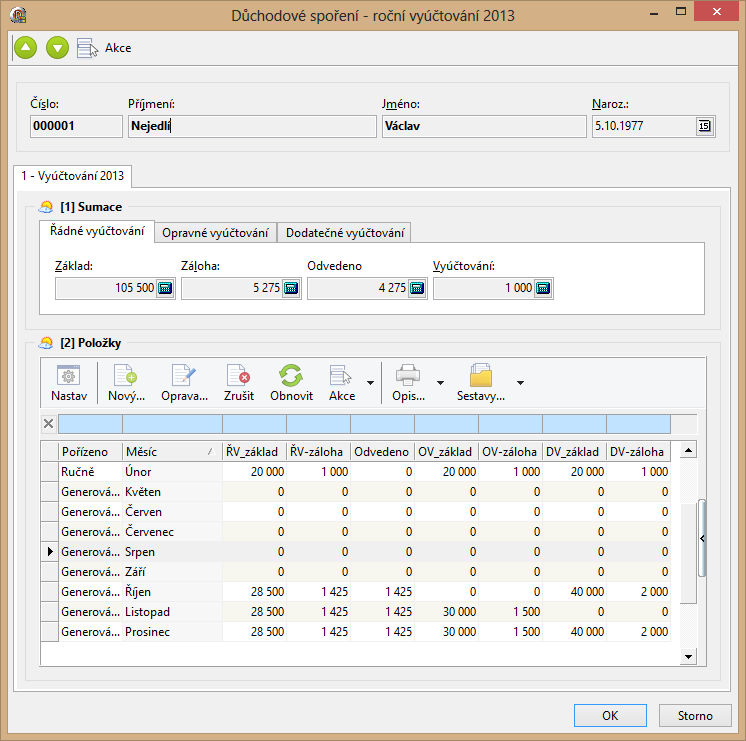 Důchodové spoření - roční vyúčtování 2013
Akce
Číslo: Příjmení: Jméno: Naroz.:
000001 Nejedlí Václav 5.10.1977 15
1 - Vyúčtování 2013
[1] Sumace
Řádné vyúčtování Opravné vyúčtování Dodatečné vyúčtování
Základ: Záloha: Odvedeno Vyúčtování:
105 500 5 275 4 275 1 000
[2] Položky
Nastav Nový... Oprava... Zrušit Obnovit Akce Opis... Sestavy...
Pořízeno Měsíc ŘV_základ ŘV-záloha Odvedeno OV_základ OV-záloha DV_základ DV-záloha
Ručně Únor 20 000 1 000 0 20 000 1 000 20 000 1 000
Generová... Květen 0 0 0 0 0 0 0
Generová... Červen 0 0 0 0 0 0 0
Generová... Červenec 0 0 0 0 0 0 0
Generová... Srpen 0 0 0 0 0 0 0
Generová... Září 0 0 0 0 0 0 0
Generová... Říjen 28 500 1 425 1 425 0 0 40 000 2 000
Generová... Listopad 28 500 1 425 1 425 30 000 1 500 0 0
Generová... Prosinec 28 500 1 425 1 425 30 000 1 500 40 000 2 000
OK Storno